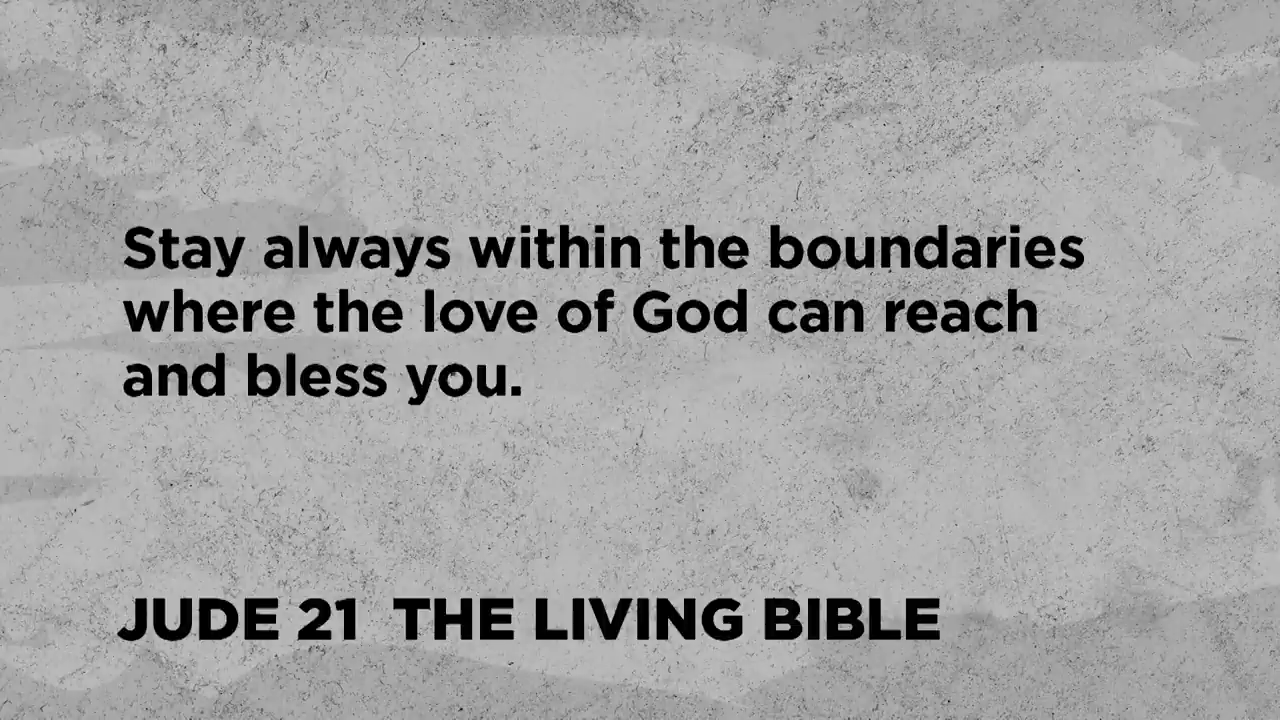 Stay always within the boundaries
where the love of God can reach
and bless you.
JUDE 21 THE LIVING BIBLE